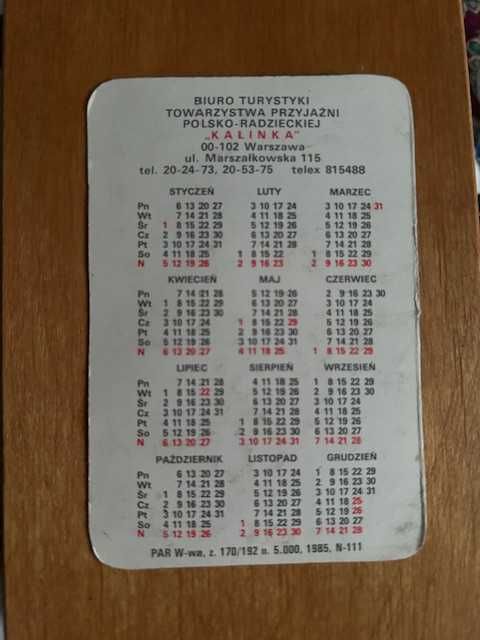 BIURO TURYSTYKI
TOWARZYSTWA PRZYJAŹNI
POLSKO-RADZIECKIEJ
„KALINKA"
00-102 Warszawa
ul. Marszałkowska 115
tel. 20-24-73, 20-53-75 telex 815488
STYCZEŃ LUTY MARZEC
Pn 6 13 20 27 3 10 17 24 3 10 17 24 31
Wt 7 14 21 28 4 11 18 25 4 11 18 25
Śr 1 8 15 22 29 5 12 19 26 5 12 19 26
Cz 2 9 16 23 30 6 13 20 27 6 13 20 27
Pt 3 10 17 24 31 7 14 21 28 7 14 21 28
So 4 11 18 25 1 8 15 22 1 8 15 22 29
N 5 12 19 26 2 9 16 23 2 9 16 23 30
KWIECIEŃ MAJ CZERWIEC
Pn 7 14 21 28 5 12 19 26 2 9 16 23 30
Wt 1 8 15 22 29 6 13 20 27 3 10 17 24
Śr 2 9 16 23 30 7 14 21 28 4 11 18 25
Cz 3 10 17 24 1 8 15 22 29 5 12 19 26
Pt 4 11 18 25 2 9 16 23 30 6 13 20 27
So 5 12 19 26 3 10 17 24 31 7 14 21 28
N 6 13 20 27 4 11 18 25 1 8 15 22 29
LIPIEC SIERPIEŃ WRZESIEŃ
Pn 7 14 21 28 4 11 18 25 1 8 15 22 29
Wt 1 8 15 22 29 5 12 19 26 2 9 16 23 30
Śr 2 9 16 23 30 6 13 20 27 3 10 17 24
Cz 3 10 17 24 31 7 14 21 28 4 11 18 25
Pt 4 11 18 25 1 8 15 22 29 5 12 19 26
So 5 12 19 26 2 9 16 23 30 6 13 20 27
N 6 13 20 27 3 10 17 24 31 7 14 21 28
PAŹDZIERNIK LISTOPAD GRUDZIEŃ
Pn 6 13 20 27 3 10 17 24 1 8 15 22 29
Wt 7 14 21 28 4 11 18 25 2 9 16 23 30
Śr 1 8 15 22 29 5 12 19 26 3 10 17 24 31
Cz 2 9 16 23 30 6 13 20 27 4 11 18 25
Pt 3 10 17 24 31 7 14 21 28 5 12 19 26
So 4 11 18 25 1 8 15 22 29 6 13 20 27
N 5 12 19 26 2 9 16 23 30 7 14 21 28
PAR W-wa, z. 170/192 n. 5.000, 1985, N-111